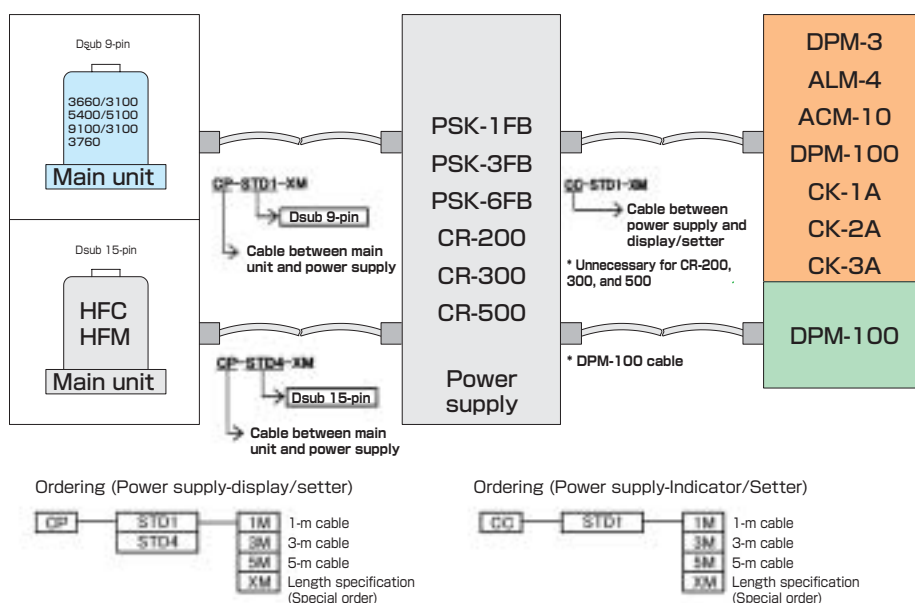 Dsub 9-pin
3660/3100
5400/5100
9100/3100
3760
Main unit
Dsub 15-pin
HFC
HFM
Main unit
CP-STD1-XM
Dsub 9-pin
Cable between main
unit and power supply
CP-STD4-XM
Dsub 15-pin
Cable between main
unit and power supply
PSK-1FB
PSK-3FB
PSK-6FB
CR-200
CR-300
CR-500
Power
supply
CC-STD1-XM
Cable between
power supply and
display/setter
* Unnecessary for CR-200,
300, and 500
* DPM-100 cable
DPM-3
ALM-4
ACM-10
DPM-100
CK-1A
CK-2A
CK-3A
DPM-100
Ordering (Power supply-display/setter)
CP STD1 1M 1-m cable
STD4 3M 3-m cable
5M 5-m cable
XM Length specification
(Special order)
Ordering (Power supply-Indicator/Setter)
CC STD1 1M 1-m cable
3M 3-m cable
5M 5-m cable
XM Length specification
(Special order)